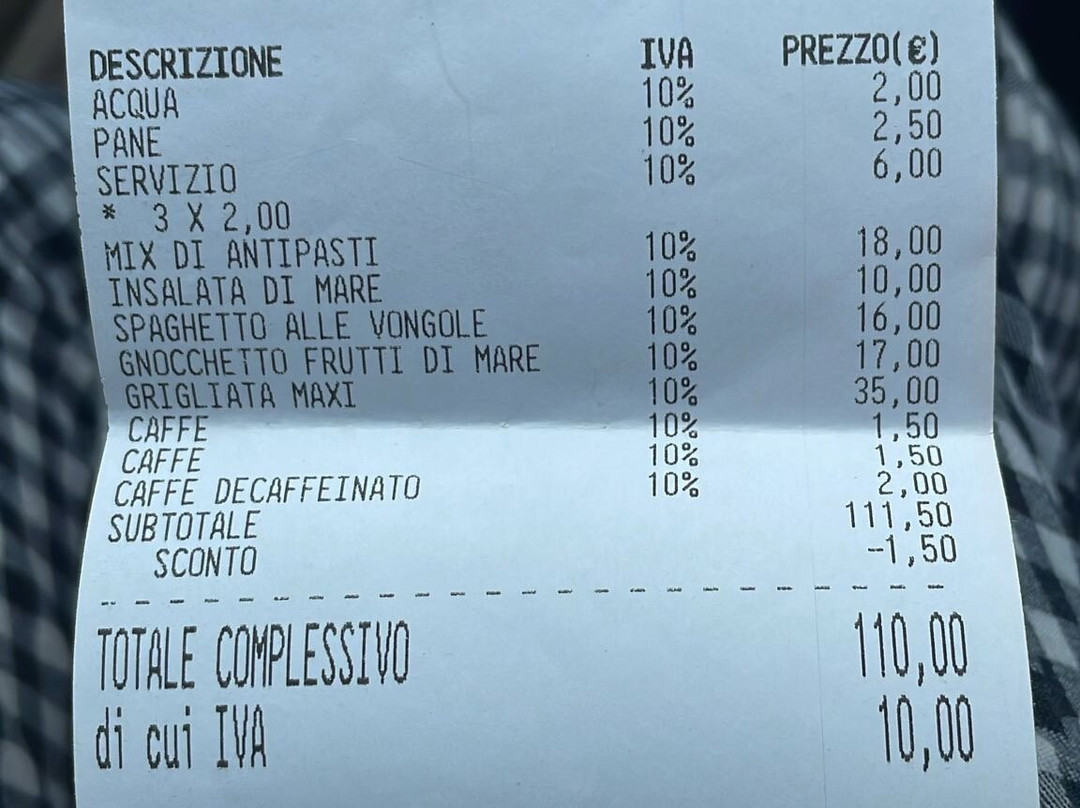 DESCRIZIONE IVA PREZZO(€)
ACQUA 10% 2,00
PANE 10% 2,50
SERVIZIO 10% 6,00
* 3 X 2,00
MIX DI ANTIPASTI 10% 18,00
INSALATA DI MARE 10% 10,00
SPAGHETTO ALLE VONGOLE 10% 16,00
GNOCCHETTO FRUTTI DI MARE 10% 17,00
GRIGLIATA MAXI 10% 35,00
CAFFE 10% 1,50
CAFFE 10% 1,50
CAFFE DECAFFEINATO 10% 2,00
SUBTOTALE 111,50
SCONTO -1,50
TOTALE COMPLESSIVO 110,00
di cui IVA 10,00